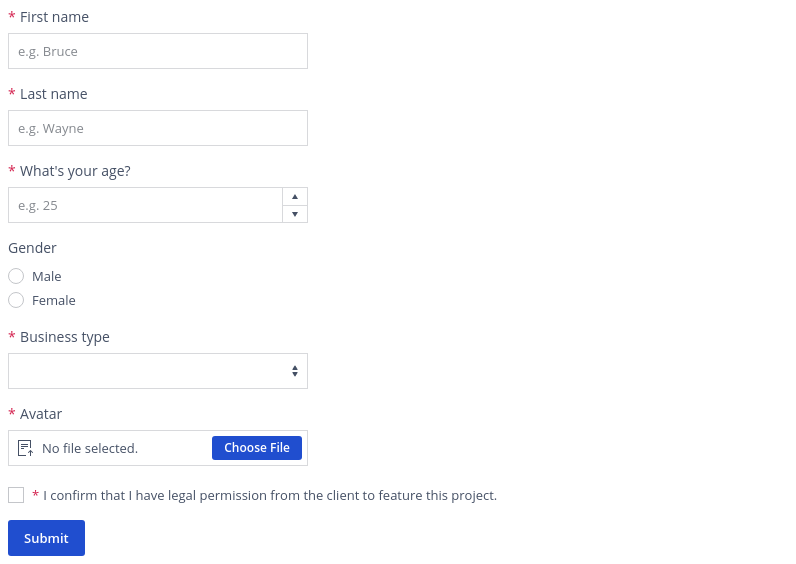 * First name
e.g. Bruce
* Last name
e.g. Wayne
* What's your age?
e.g. 25
Gender
Male
Female
* Business type
* Avatar
No file selected. Choose File
* I confirm that I have legal permission from the client to feature this project.
Submit